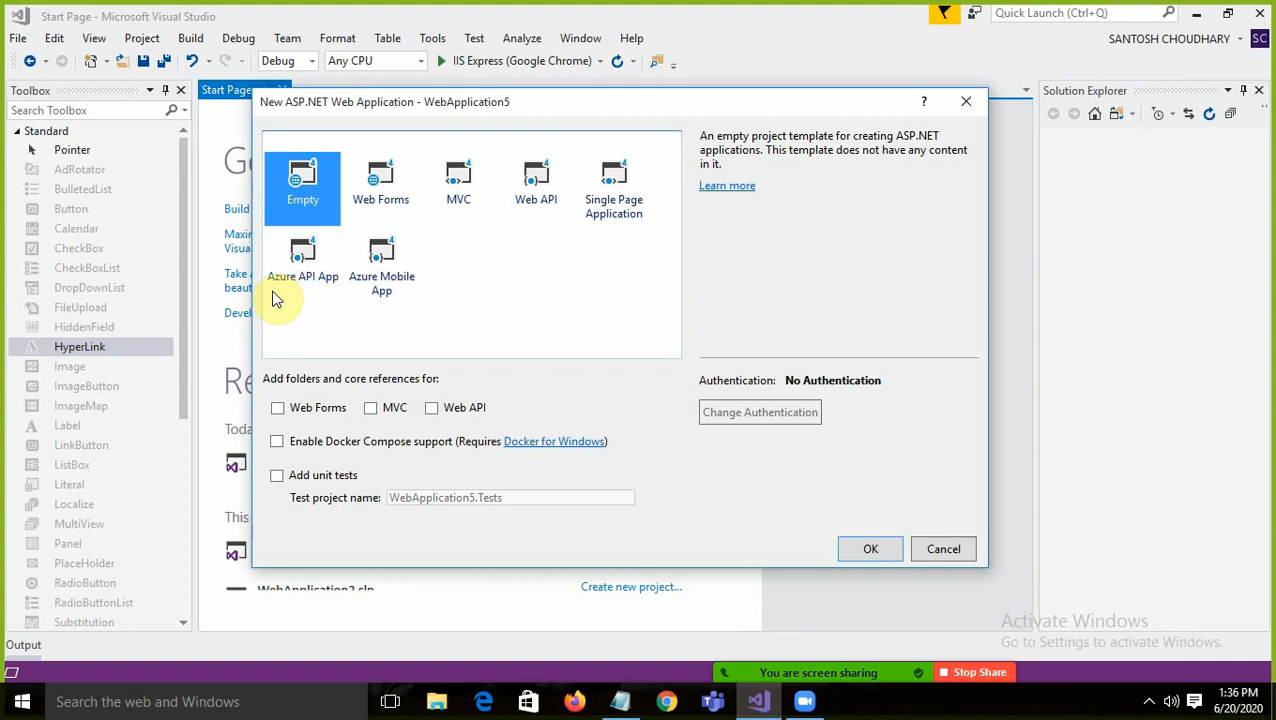 Start Page - Microsoft Visual Studio
Quick Launch (Ctrl+Q)
File Edit View Project Build Debug Team Format Table Tools Test Analyze Window Help
SANTOSH CHOUDHARY SC
Debug Any CPU IIS Express (Google Chrome)
Toolbox
Start Page
Solution Explorer
Search Toolbox
Standard
Pointer
AdRotator
BulletedList
Button
Calendar
CheckBox
CheckBoxList
DropDownList
FileUpload
HiddenField
HyperLink
Image
ImageButton
ImageMap
Label
LinkButton
ListBox
Literal
Localize
MultiView
Panel
PlaceHolder
RadioButton
RadioButtonList
Substitution
Output
Build
Visual
Toda
This
Create new project...
New ASP.NET Web Application - WebApplication5
?
Empty
Web Forms
MVC
Web API
Single Page Application
Azure API App
Azure Mobile App
An empty project template for creating ASP.NET
applications. This template does not have any content
in it.
Learn more
Add folders and core references for:
Web Forms MVC Web API
Enable Docker Compose support (Requires Docker for Windows)
Add unit tests
Test project name: WebApplication5.Tests
Authentication: No Authentication
Change Authentication
OK
Cancel
Activate Windows
Go to Settings to activate Windows.
You are screen sharing Stop Share
Search the web and Windows
1:36 PM
6/20/2020